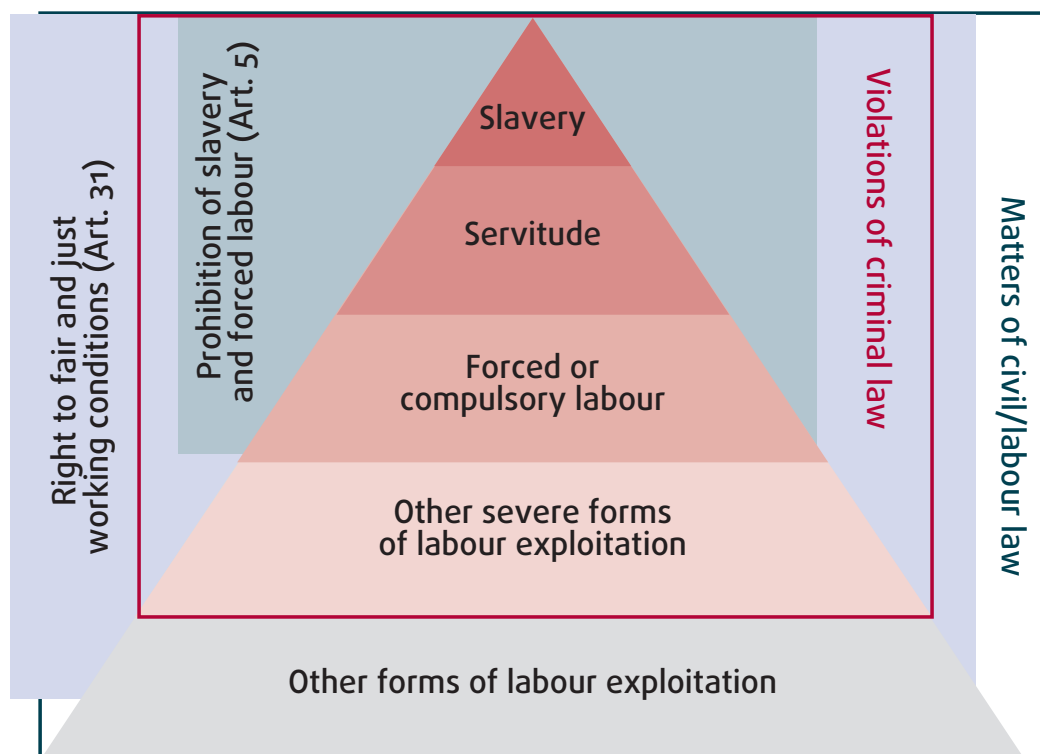 Right to fair and just
working conditions (Art. 31)
Prohibition of slavery
and forced labour (Art. 5)
Slavery
Servitude
Forced or
compulsory labour
Other severe forms
of labour exploitation
Other forms of labour exploitation
Violations of criminal law
Matters of civil/labour law